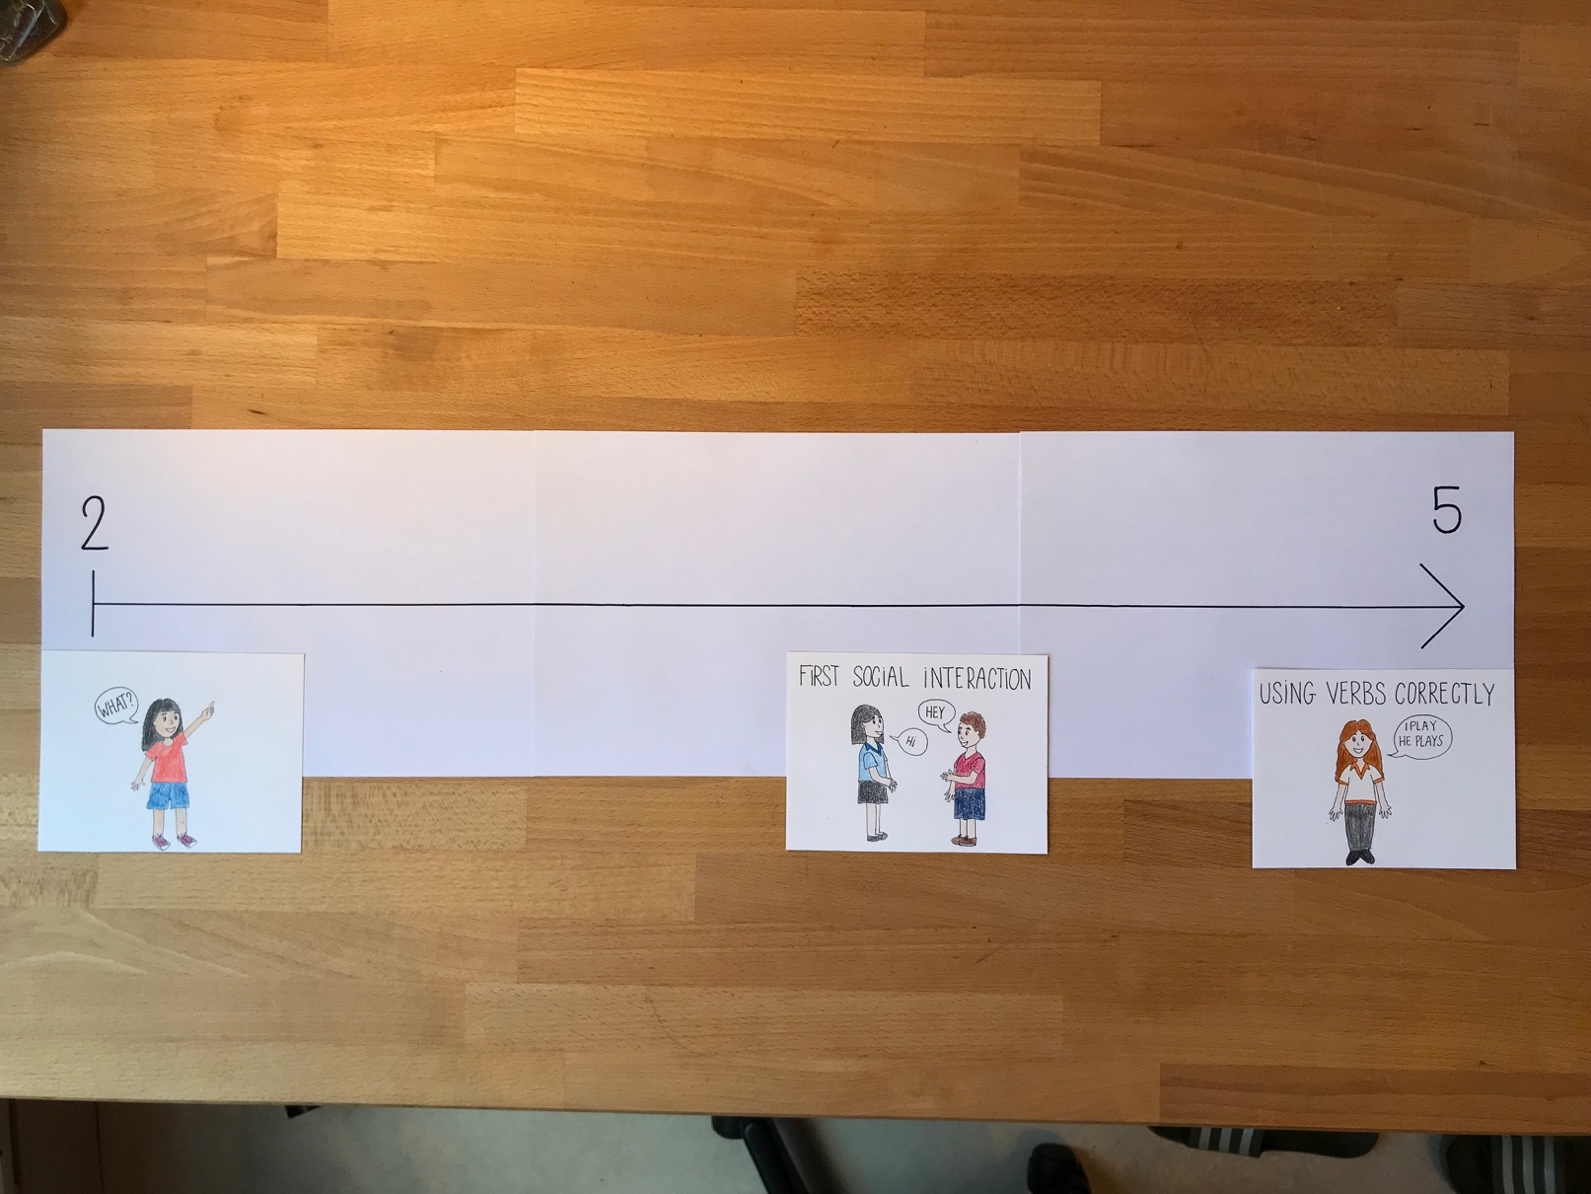 2
5
WHAT?
FIRST SOCIAL INTERACTION
HEY
Hi
USING VERBS CORRECTLY
I PLAY
HE PLAYS